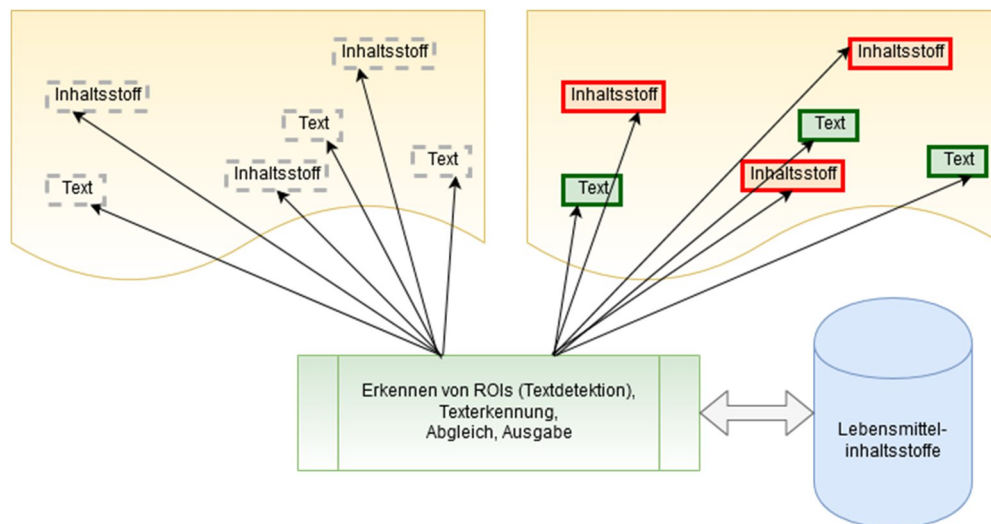 Inhaltsstoff
Inhaltsstoff
Text
Text
Inhaltsstoff
Text
Inhaltsstoff
Inhaltsstoff
Text
Text
Inhaltsstoff
Text
Erkennen von ROIs (Textdetektion),
Texterkennung,
Abgleich, Ausgabe
Lebensmittel-
inhaltsstoffe